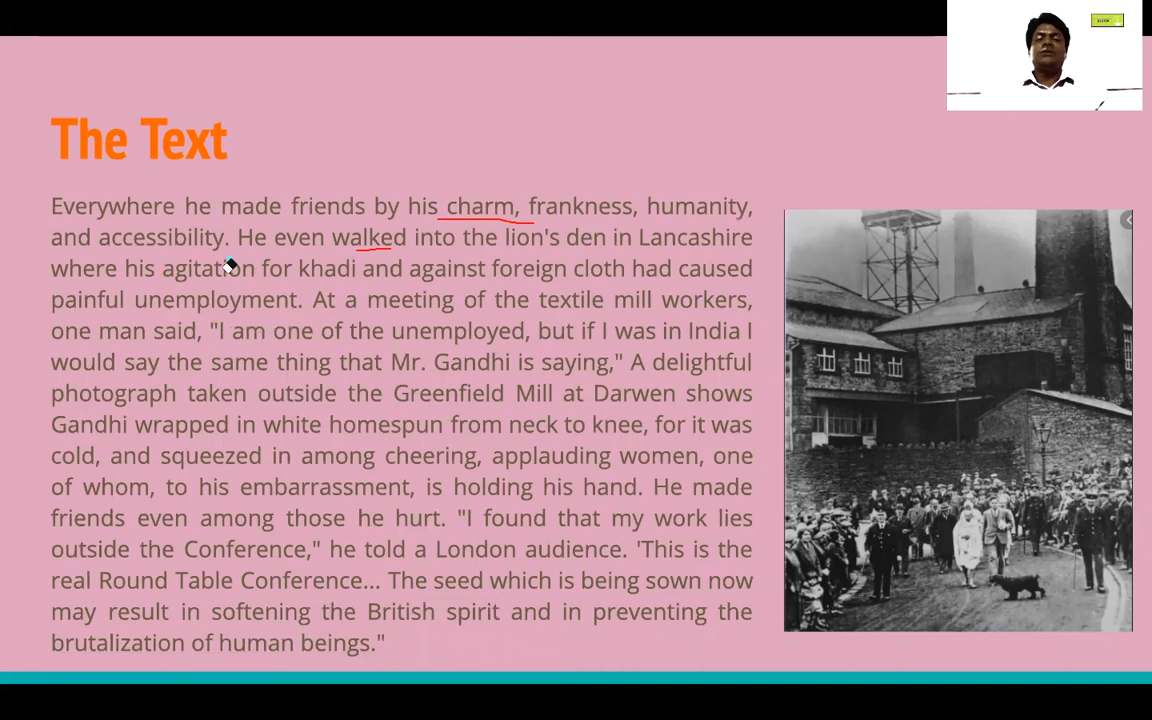 The Text
Everywhere he made friends by his charm, frankness, humanity,
and accessibility. He even walked into the lion's den in Lancashire
where his agitation for khadi and against foreign cloth had caused
painful unemployment. At a meeting of the textile mill workers,
one man said, "I am one of the unemployed, but if I was in India I
would say the same thing that Mr. Gandhi is saying," A delightful
photograph taken outside the Greenfield Mill at Darwen shows
Gandhi wrapped in white homespun from neck to knee, for it was
cold, and squeezed in among cheering, applauding women, one
of whom, to his embarrassment, is holding his hand. He made
friends even among those he hurt. "I found that my work lies
outside the Conference," he told a London audience. 'This is the
real Round Table Conference... The seed which is being sown now
may result in softening the British spirit and in preventing the
brutalization of human beings."